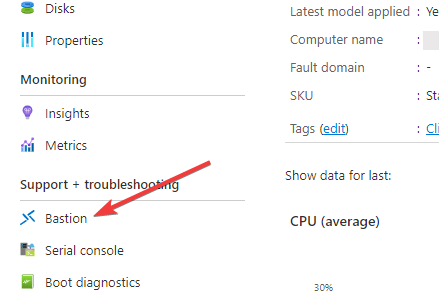 Disks
Properties
Monitoring
Insights
Metrics
Support + troubleshooting
Bastion
Serial console
Boot diagnostics
Latest model applied : Ye
Computer name :
Fault domain : -
SKU : Sta
Tags (edit) : Cli
Show data for last:
CPU (average)
30%